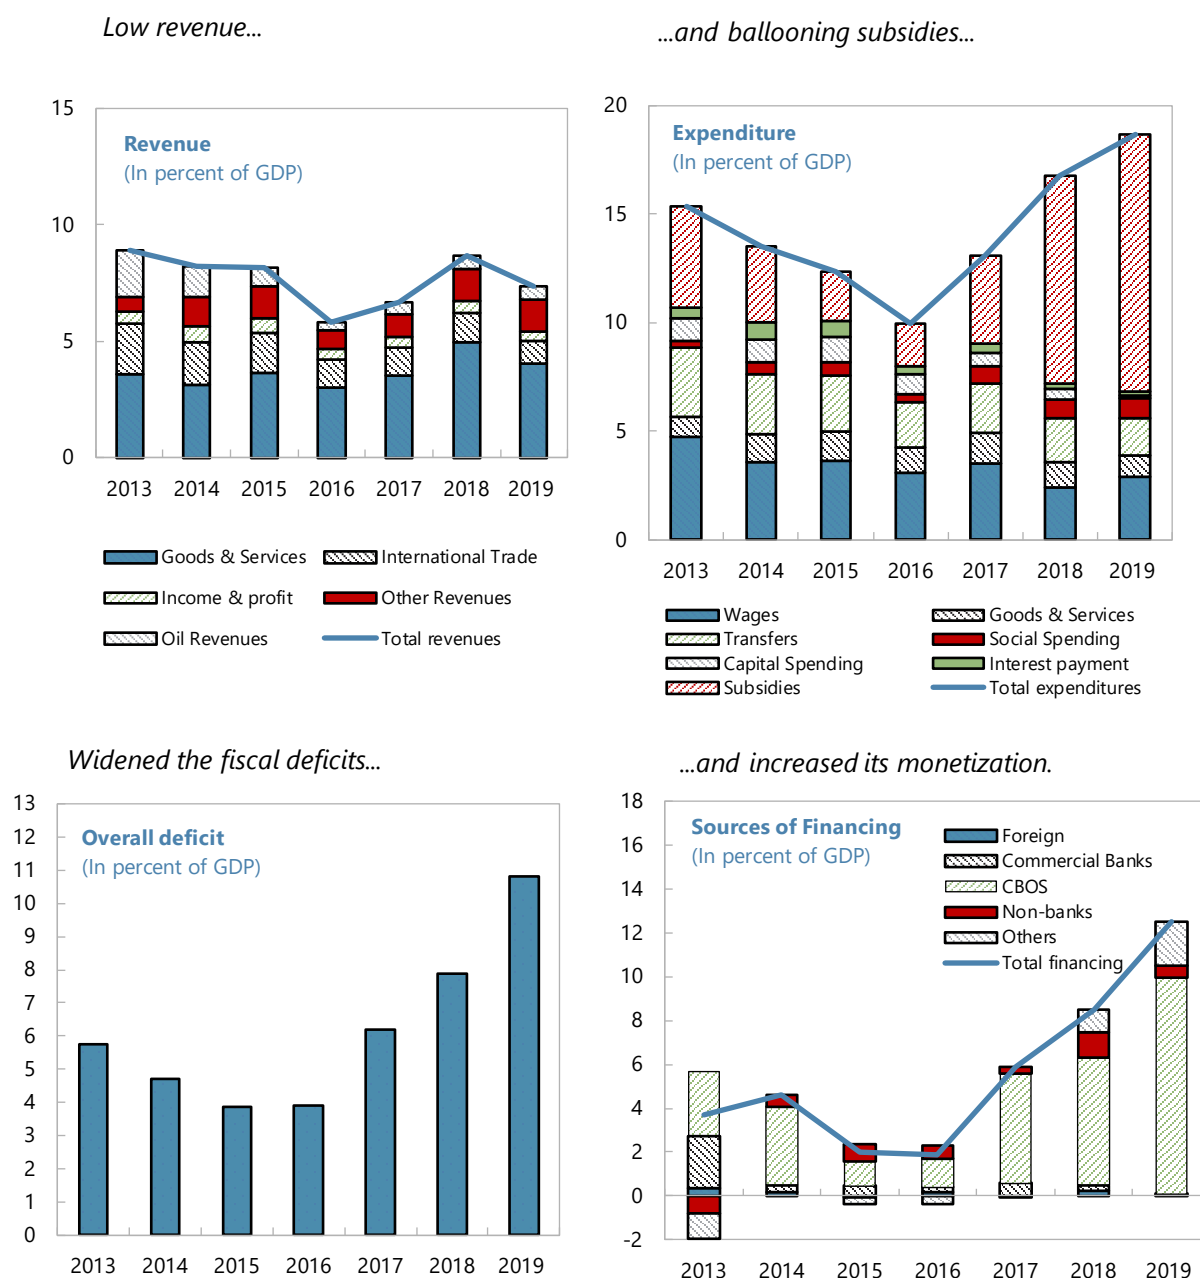 Low revenue...
...and ballooning subsidies...
Revenue
(In percent of GDP)
15
10
5
0
2013 2014 2015 2016 2017 2018 2019
Goods & Services International Trade
Income & profit Other Revenues
Oil Revenues Total revenues
Expenditure
(In percent of GDP)
20
15
10
5
0
2013 2014 2015 2016 2017 2018 2019
Wages Goods & Services
Transfers Social Spending
Capital Spending Interest payment
Subsidies Total expenditures
Widened the fiscal deficits...
...and increased its monetization.
Overall deficit
(In percent of GDP)
13
12
11
10
9
8
7
6
5
4
3
2
1
0
2013 2014 2015 2016 2017 2018 2019
Sources of Financing
(In percent of GDP)
Foreign
Commercial Banks
CBOS
Non-banks
Others
Total financing
18
16
14
12
10
8
6
4
2
0
-2
2013 2014 2015 2016 2017 2018 2019